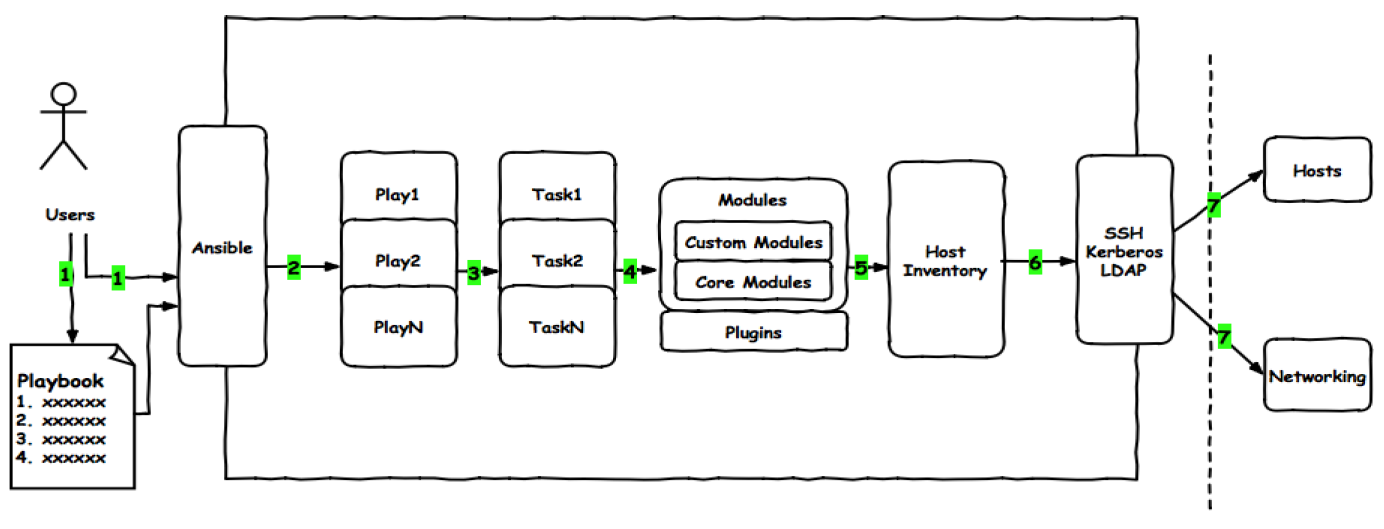 Users
1
1
Playbook
1. xxxxxx
2. xxxxxx
3. xxxxxx
4. xxxxxx
Ansible
2
Play1
Play2
PlayN
3
Task1
Task2
TaskN
4
Modules
Custom Modules
Core Modules
Plugins
5
Host
Inventory
6
SSH
Kerberos
LDAP
7
7
Hosts
Networking